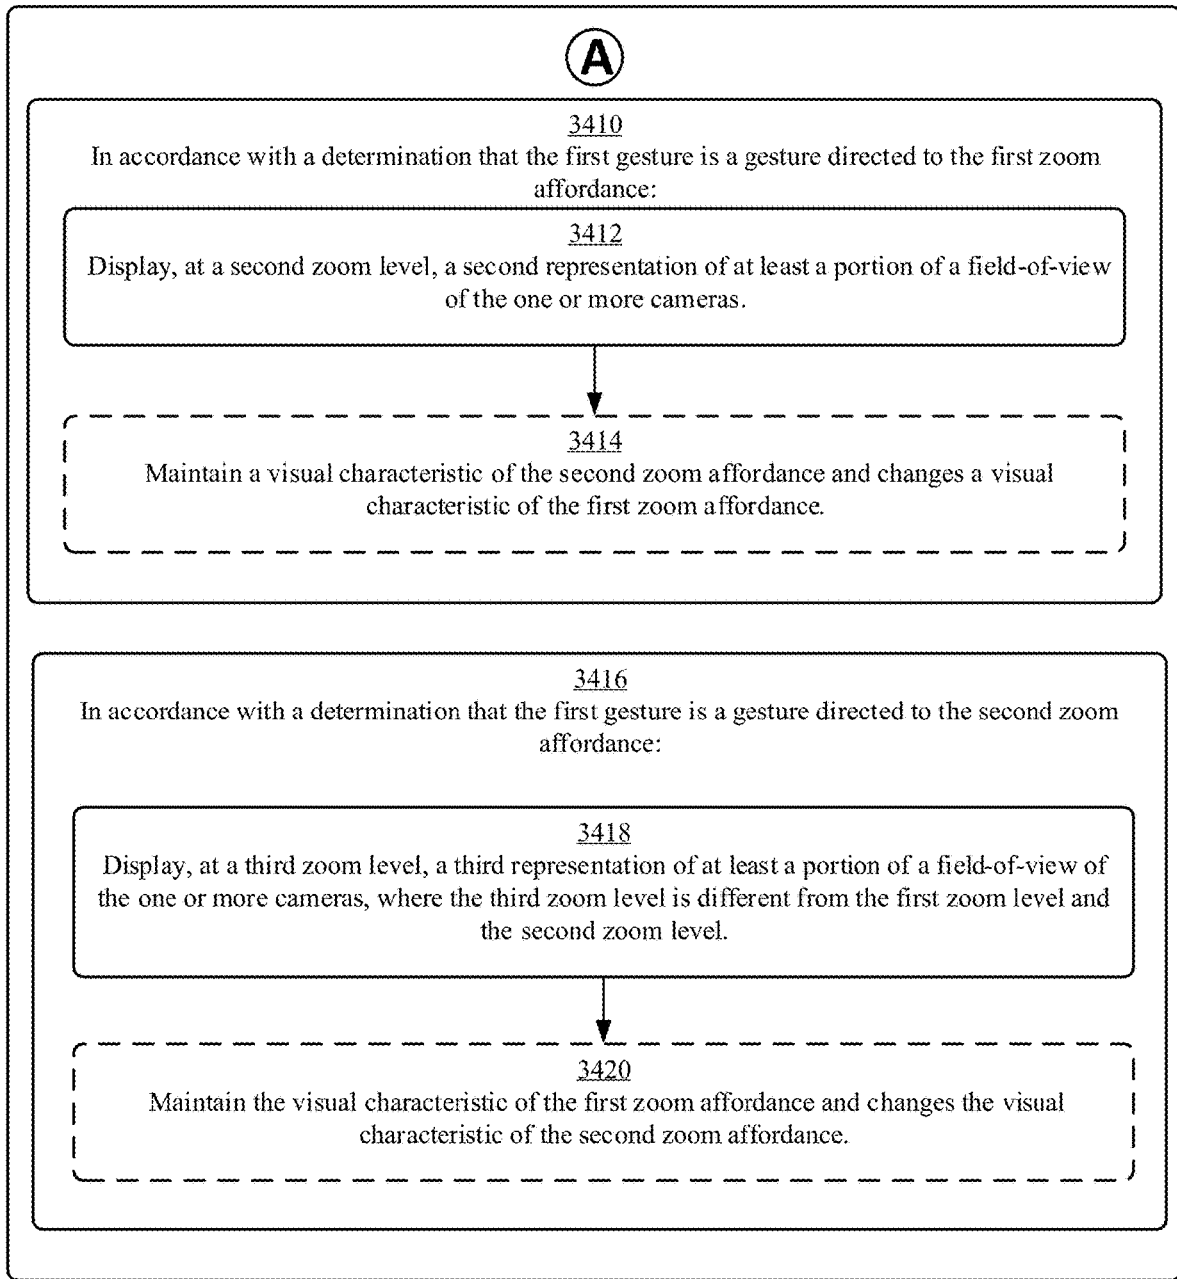 A
3410
In accordance with a determination that the first gesture is a gesture directed to the first zoom
affordance:
3412
Display, at a second zoom level, a second representation of at least a portion of a field-of-view
of the one or more cameras.
3414
Maintain a visual characteristic of the second zoom affordance and changes a visual
characteristic of the first zoom affordance.
3416
In accordance with a determination that the first gesture is a gesture directed to the second zoom
affordance:
3418
Display, at a third zoom level, a third representation of at least a portion of a field-of-view of
the one or more cameras, where the third zoom level is different from the first zoom level and
the second zoom level.
3420
Maintain the visual characteristic of the first zoom affordance and changes the visual
characteristic of the second zoom affordance.